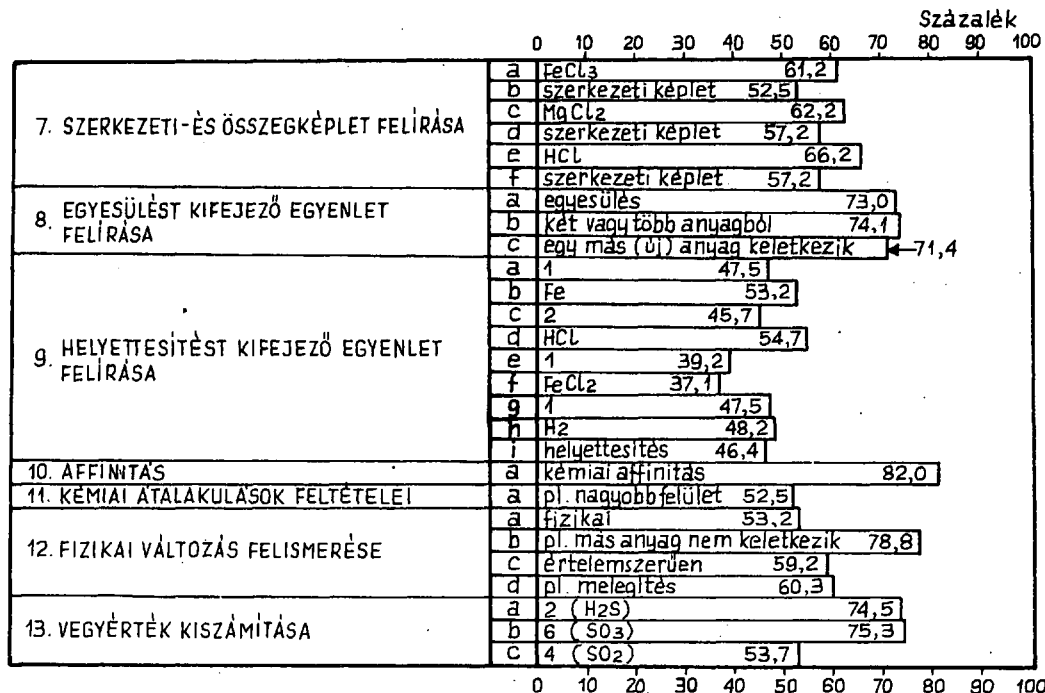 Százalék
0 10 20 30 40 50 60 70 80 90 100
7. SZERKEZETI-ÉS ÖSSZEGKÉPLET FELÍRÁSA
a FeCl3 61,2
b szerkezeti képlet 52,5
c MgCl2 62,2
d szerkezeti képlet 57,2
e HCl 66,2
f szerkezeti képlet 57,2
8. EGYESÜLÉST KIFEJEZŐ EGYENLET
FELÍRÁSA
a egyesülés 73,0
b két vagy több anyagból 74,1
c egy más (új) anyag keletkezik 71,4
9. HELYETTESÍTÉST KIFEJEZŐ EGYENLET
FELÍRÁSA
a 1 47,5
b Fe 53,2
c 2 45,7
d HCl 54,7
e 1 39,2
f FeCl2 37,1
g 1 47,5
h H2 48,2
i helyettesítés 46,4
10. AFFINITÁS
a kémiai affinitás 82,0
11. KÉMIAI ÁTALAKULÁSOK FELTÉTELEI
a pl. nagyobb felület 52,5
12. FIZIKAI VÁLTOZÁS FELISMERÉSE
a fizikai 53,2
b pl. más anyag nem keletkezik 78,8
c értelemszerűen 59,2
d pl. melegítés 60,3
13. VEGYÉRTÉK KISZÁMÍTÁSA
a 2 (H2S) 74,5
b 6 (SO3) 75,3
c 4 (SO2) 53,7
0 10 20 30 40 50 60 70 80 90 100